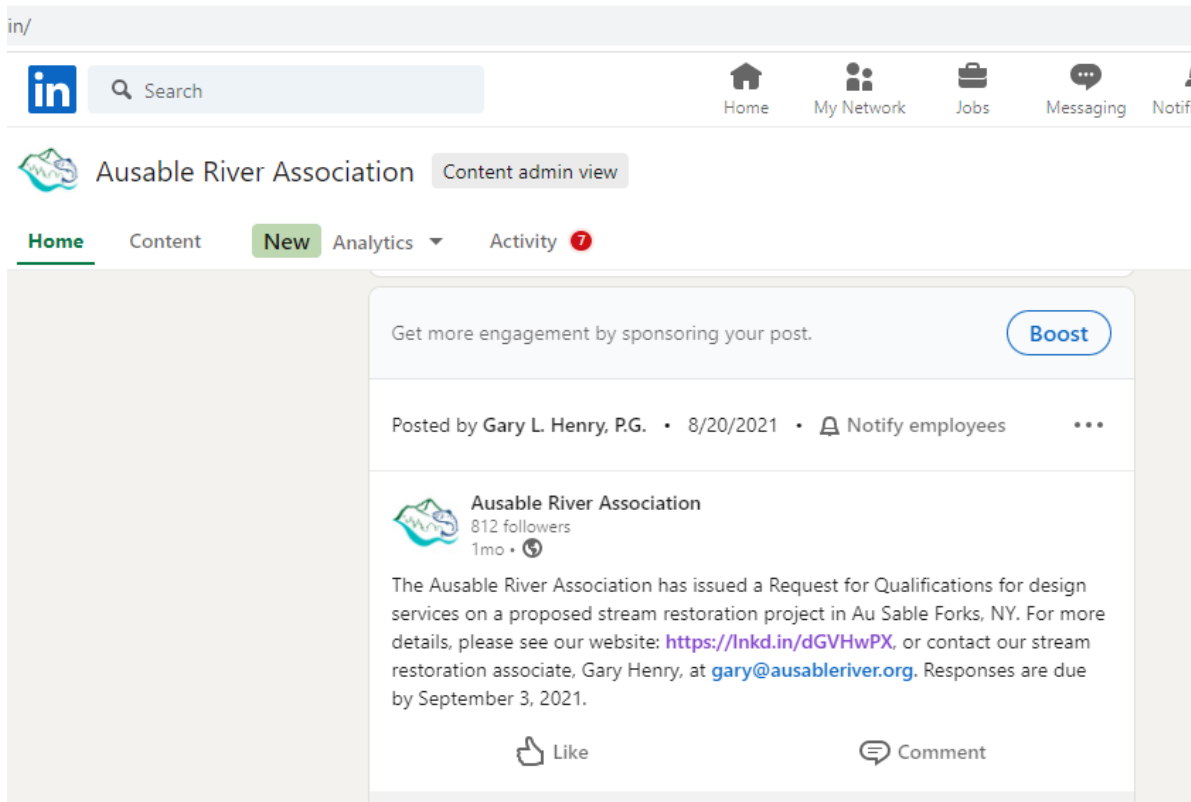 in/
in Search
Home My Network Jobs Messaging Notif
Ausable River Association Content admin view
Home Content New Analytics Activity 7
Get more engagement by sponsoring your post. Boost
Posted by Gary L. Henry, P.G. • 8/20/2021 • Notify employees
Ausable River Association
812 followers
1mo •
The Ausable River Association has issued a Request for Qualifications for design
services on a proposed stream restoration project in Au Sable Forks, NY. For more
details, please see our website: https://lnkd.in/dGVHwPX, or contact our stream
restoration associate, Gary Henry, at gary@ausableriver.org. Responses are due
by September 3, 2021.
Like Comment